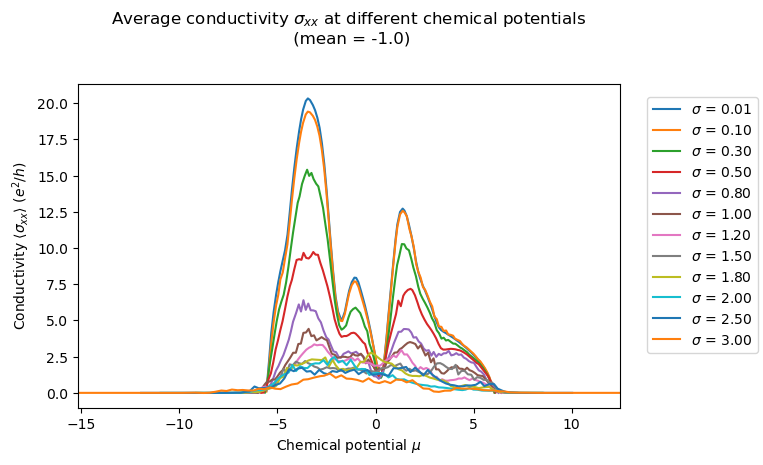 Average conductivity σxx at different chemical potentials
(mean = -1.0)
Conductivity ⟨σxx⟩ (e²/h)
20.0
17.5
15.0
12.5
10.0
7.5
5.0
2.5
0.0
−15
−10
−5
0
5
10
Chemical potential μ
σ = 0.01
σ = 0.10
σ = 0.30
σ = 0.50
σ = 0.80
σ = 1.00
σ = 1.20
σ = 1.50
σ = 1.80
σ = 2.00
σ = 2.50
σ = 3.00